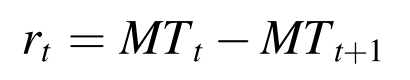 r_t = MT_t − MT_{t+1}